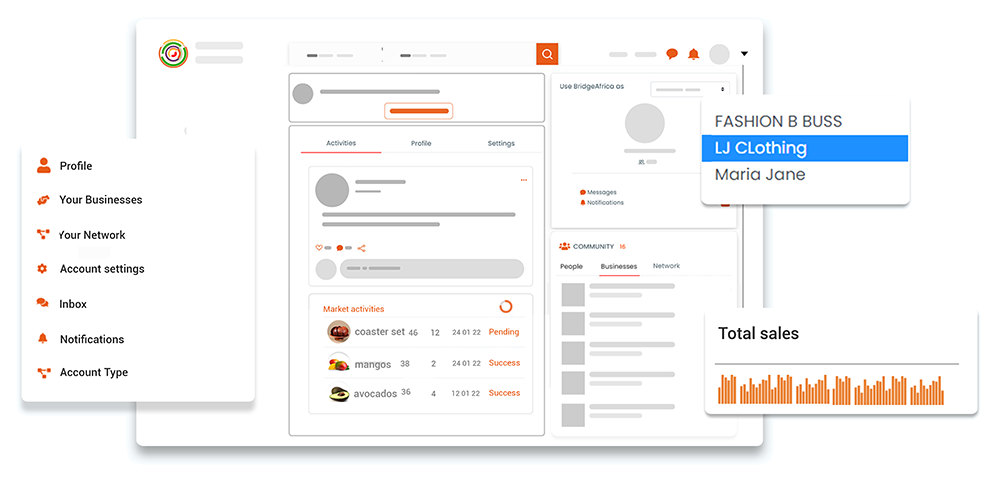 Profile
Your Businesses
Your Network
Account settings
Inbox
Notifications
Account Type
Activities Profile Settings
Market activities
coaster set 46 12 24 01 22 Pending
mangos 38 2 24 01 22 Success
avocados 36 4 12 01 22 Success
Use BridgeAfrica as
Messages
Notifications
FASHION B BUSS
LJ CLothing
Maria Jane
COMMUNITY 16
People Businesses Network
Total sales